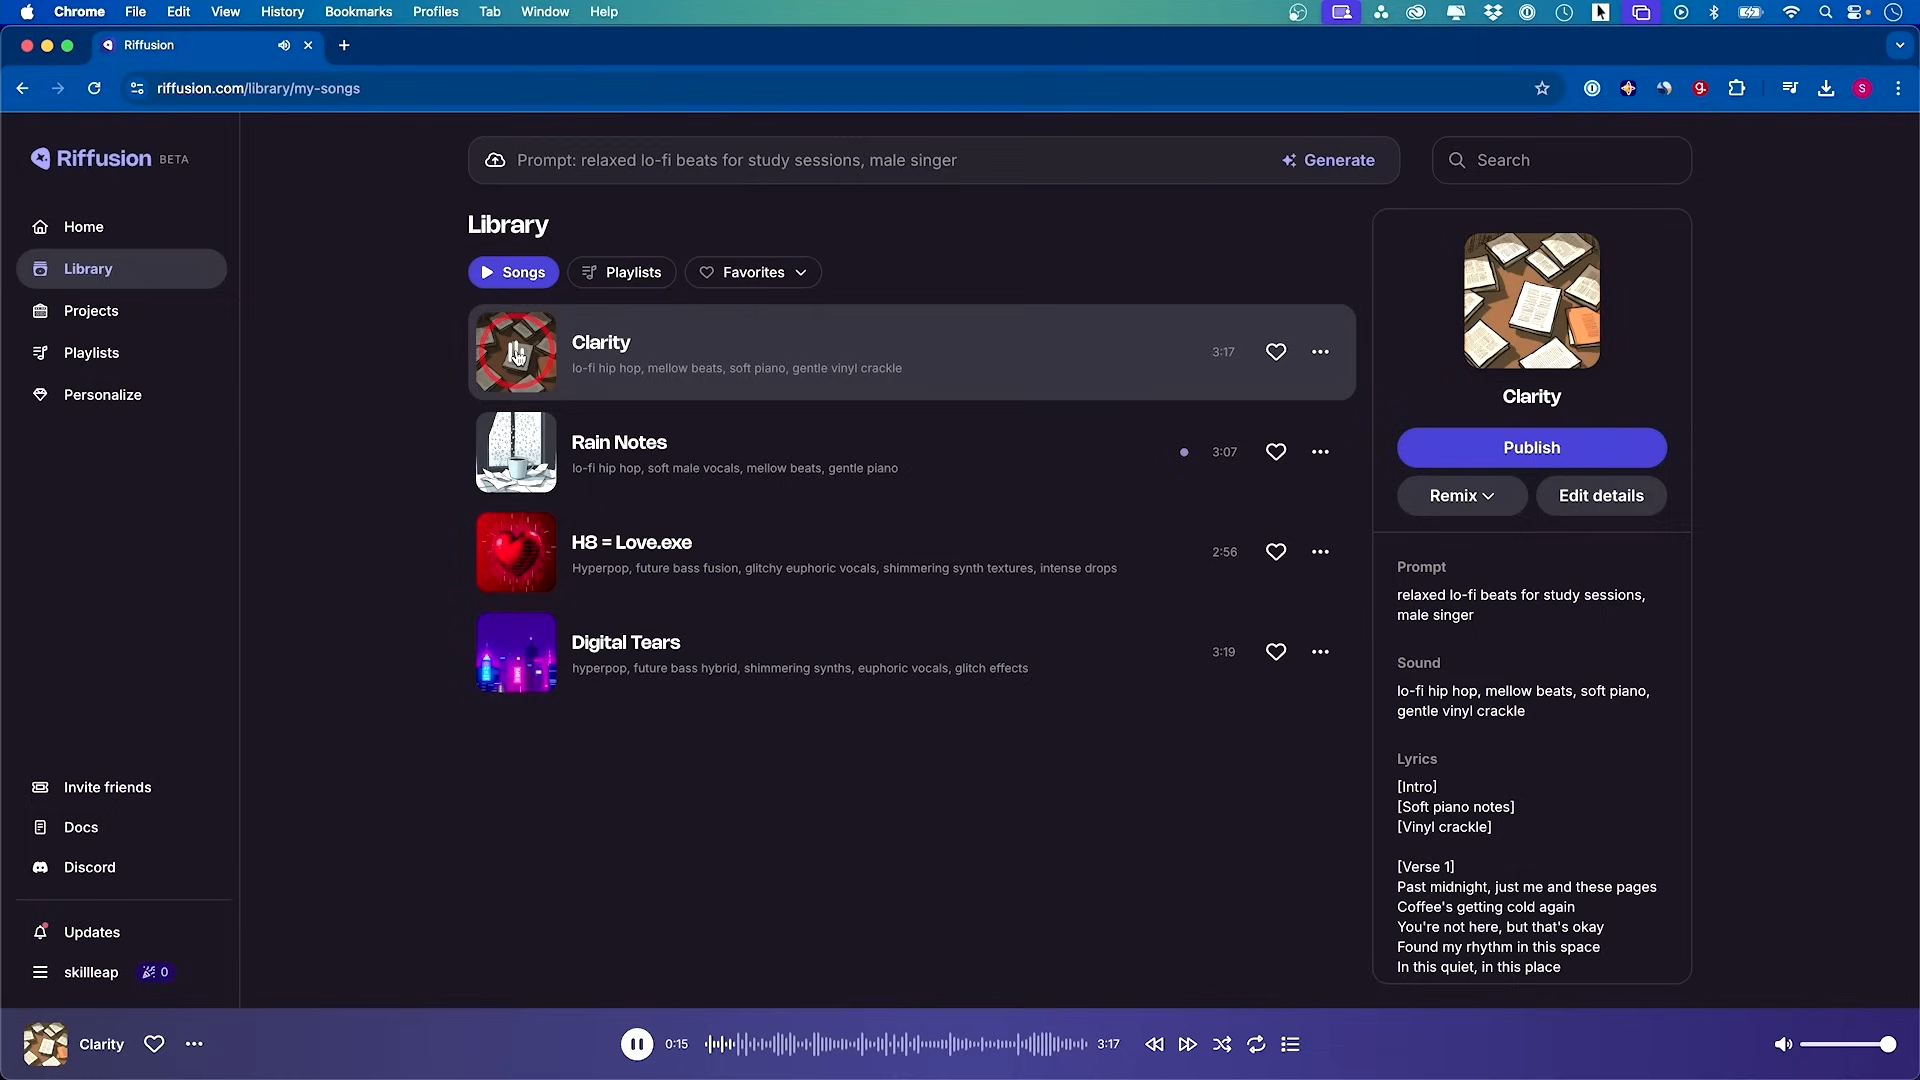 Chrome File Edit View History Bookmarks Profiles Tab Window Help
Riffusion
riffusion.com/library/my-songs
S
Riffusion BETA
Prompt: relaxed lo-fi beats for study sessions, male singer
Generate
Search
Home
Library
Projects
Playlists
Personalize
Library
Songs
Playlists
Favorites
Clarity
lo-fi hip hop, mellow beats, soft piano, gentle vinyl crackle
3:17
Rain Notes
lo-fi hip hop, soft male vocals, mellow beats, gentle piano
3:07
H8 = Love.exe
Hyperpop, future bass fusion, glitchy euphoric vocals, shimmering synth textures, intense drops
2:56
Digital Tears
hyperpop, future bass hybrid, shimmering synths, euphoric vocals, glitch effects
3:19
Clarity
Publish
Remix
Edit details
Prompt
relaxed lo-fi beats for study sessions,
male singer
Sound
lo-fi hip hop, mellow beats, soft piano,
gentle vinyl crackle
Lyrics
[Intro]
[Soft piano notes]
[Vinyl crackle]
[Verse 1]
Past midnight, just me and these pages
Coffee's getting cold again
You're not here, but that's okay
Found my rhythm in this space
In this quiet, in this place
Invite friends
Docs
Discord
Updates
skillleap 0
Clarity
0:15
3:17